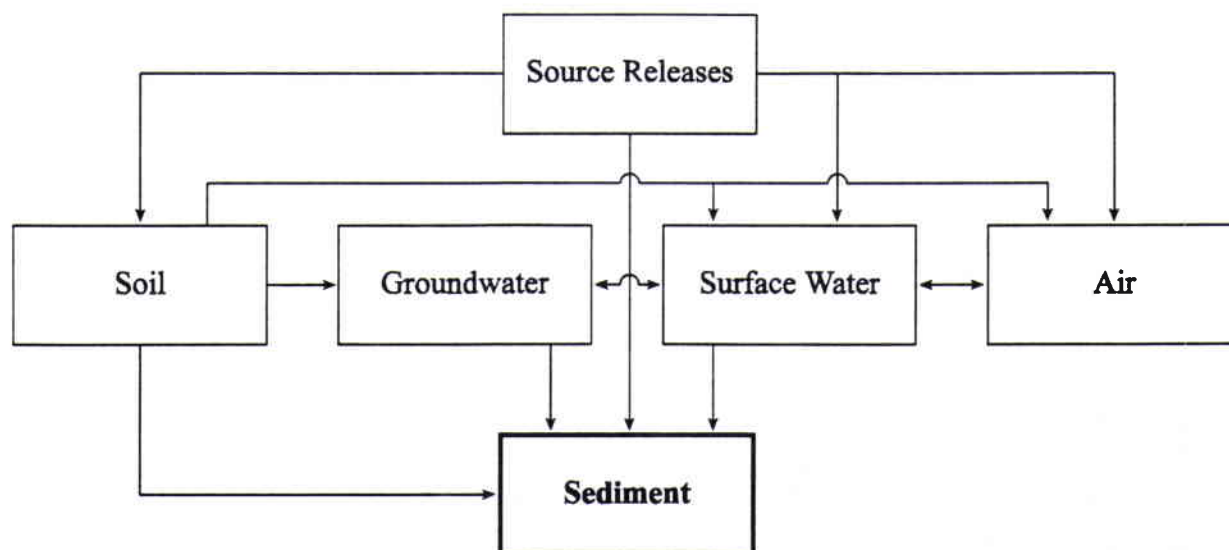 Source Releases
Soil
Groundwater
Surface Water
Air
Sediment